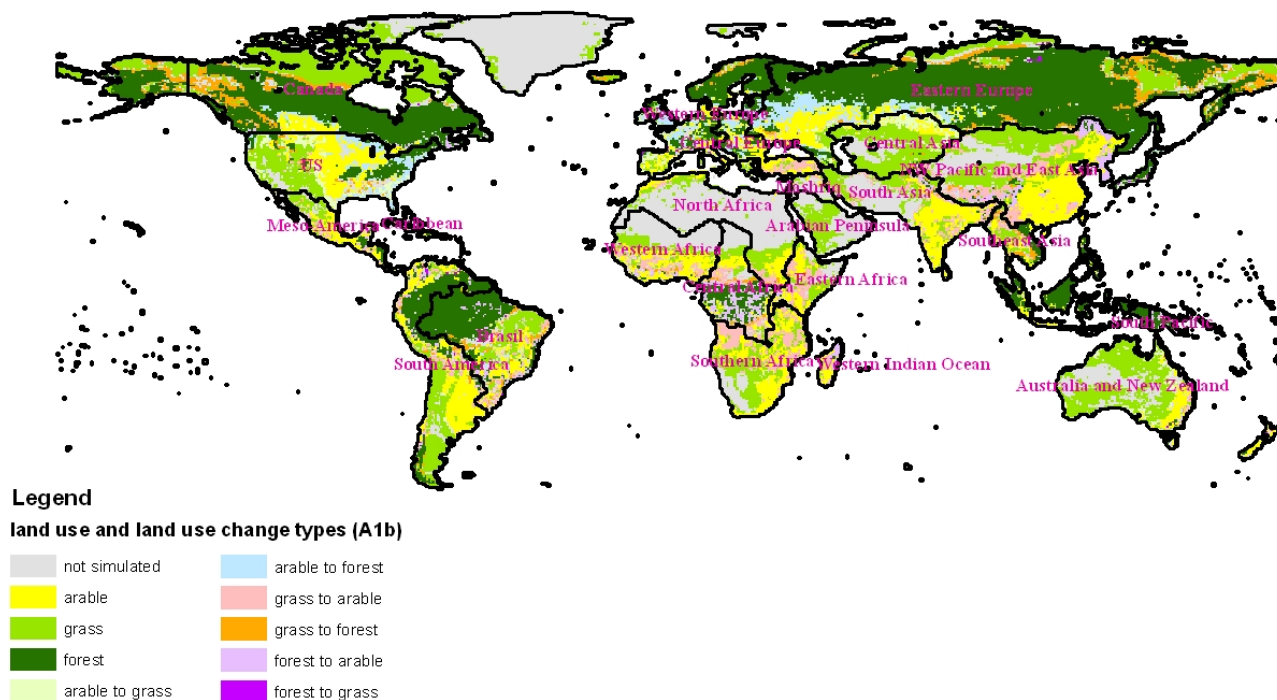 Canada
Eastern Europe
Western Europe
Central Europe
Central Asia
US
NW Pacific and East Asia
Mashriq
South Asia
North Africa
Meso America
Caribbean
Arabian Peninsula
Western Africa
Southeast Asia
Eastern Africa
Central Africa
South Pacific
Brasil
South America
Southern Africa
Western Indian Ocean
Australia and New Zealand
Legend
land use and land use change types (A1b)
not simulated
arable
grass
forest
arable to grass
arable to forest
grass to arable
grass to forest
forest to arable
forest to grass